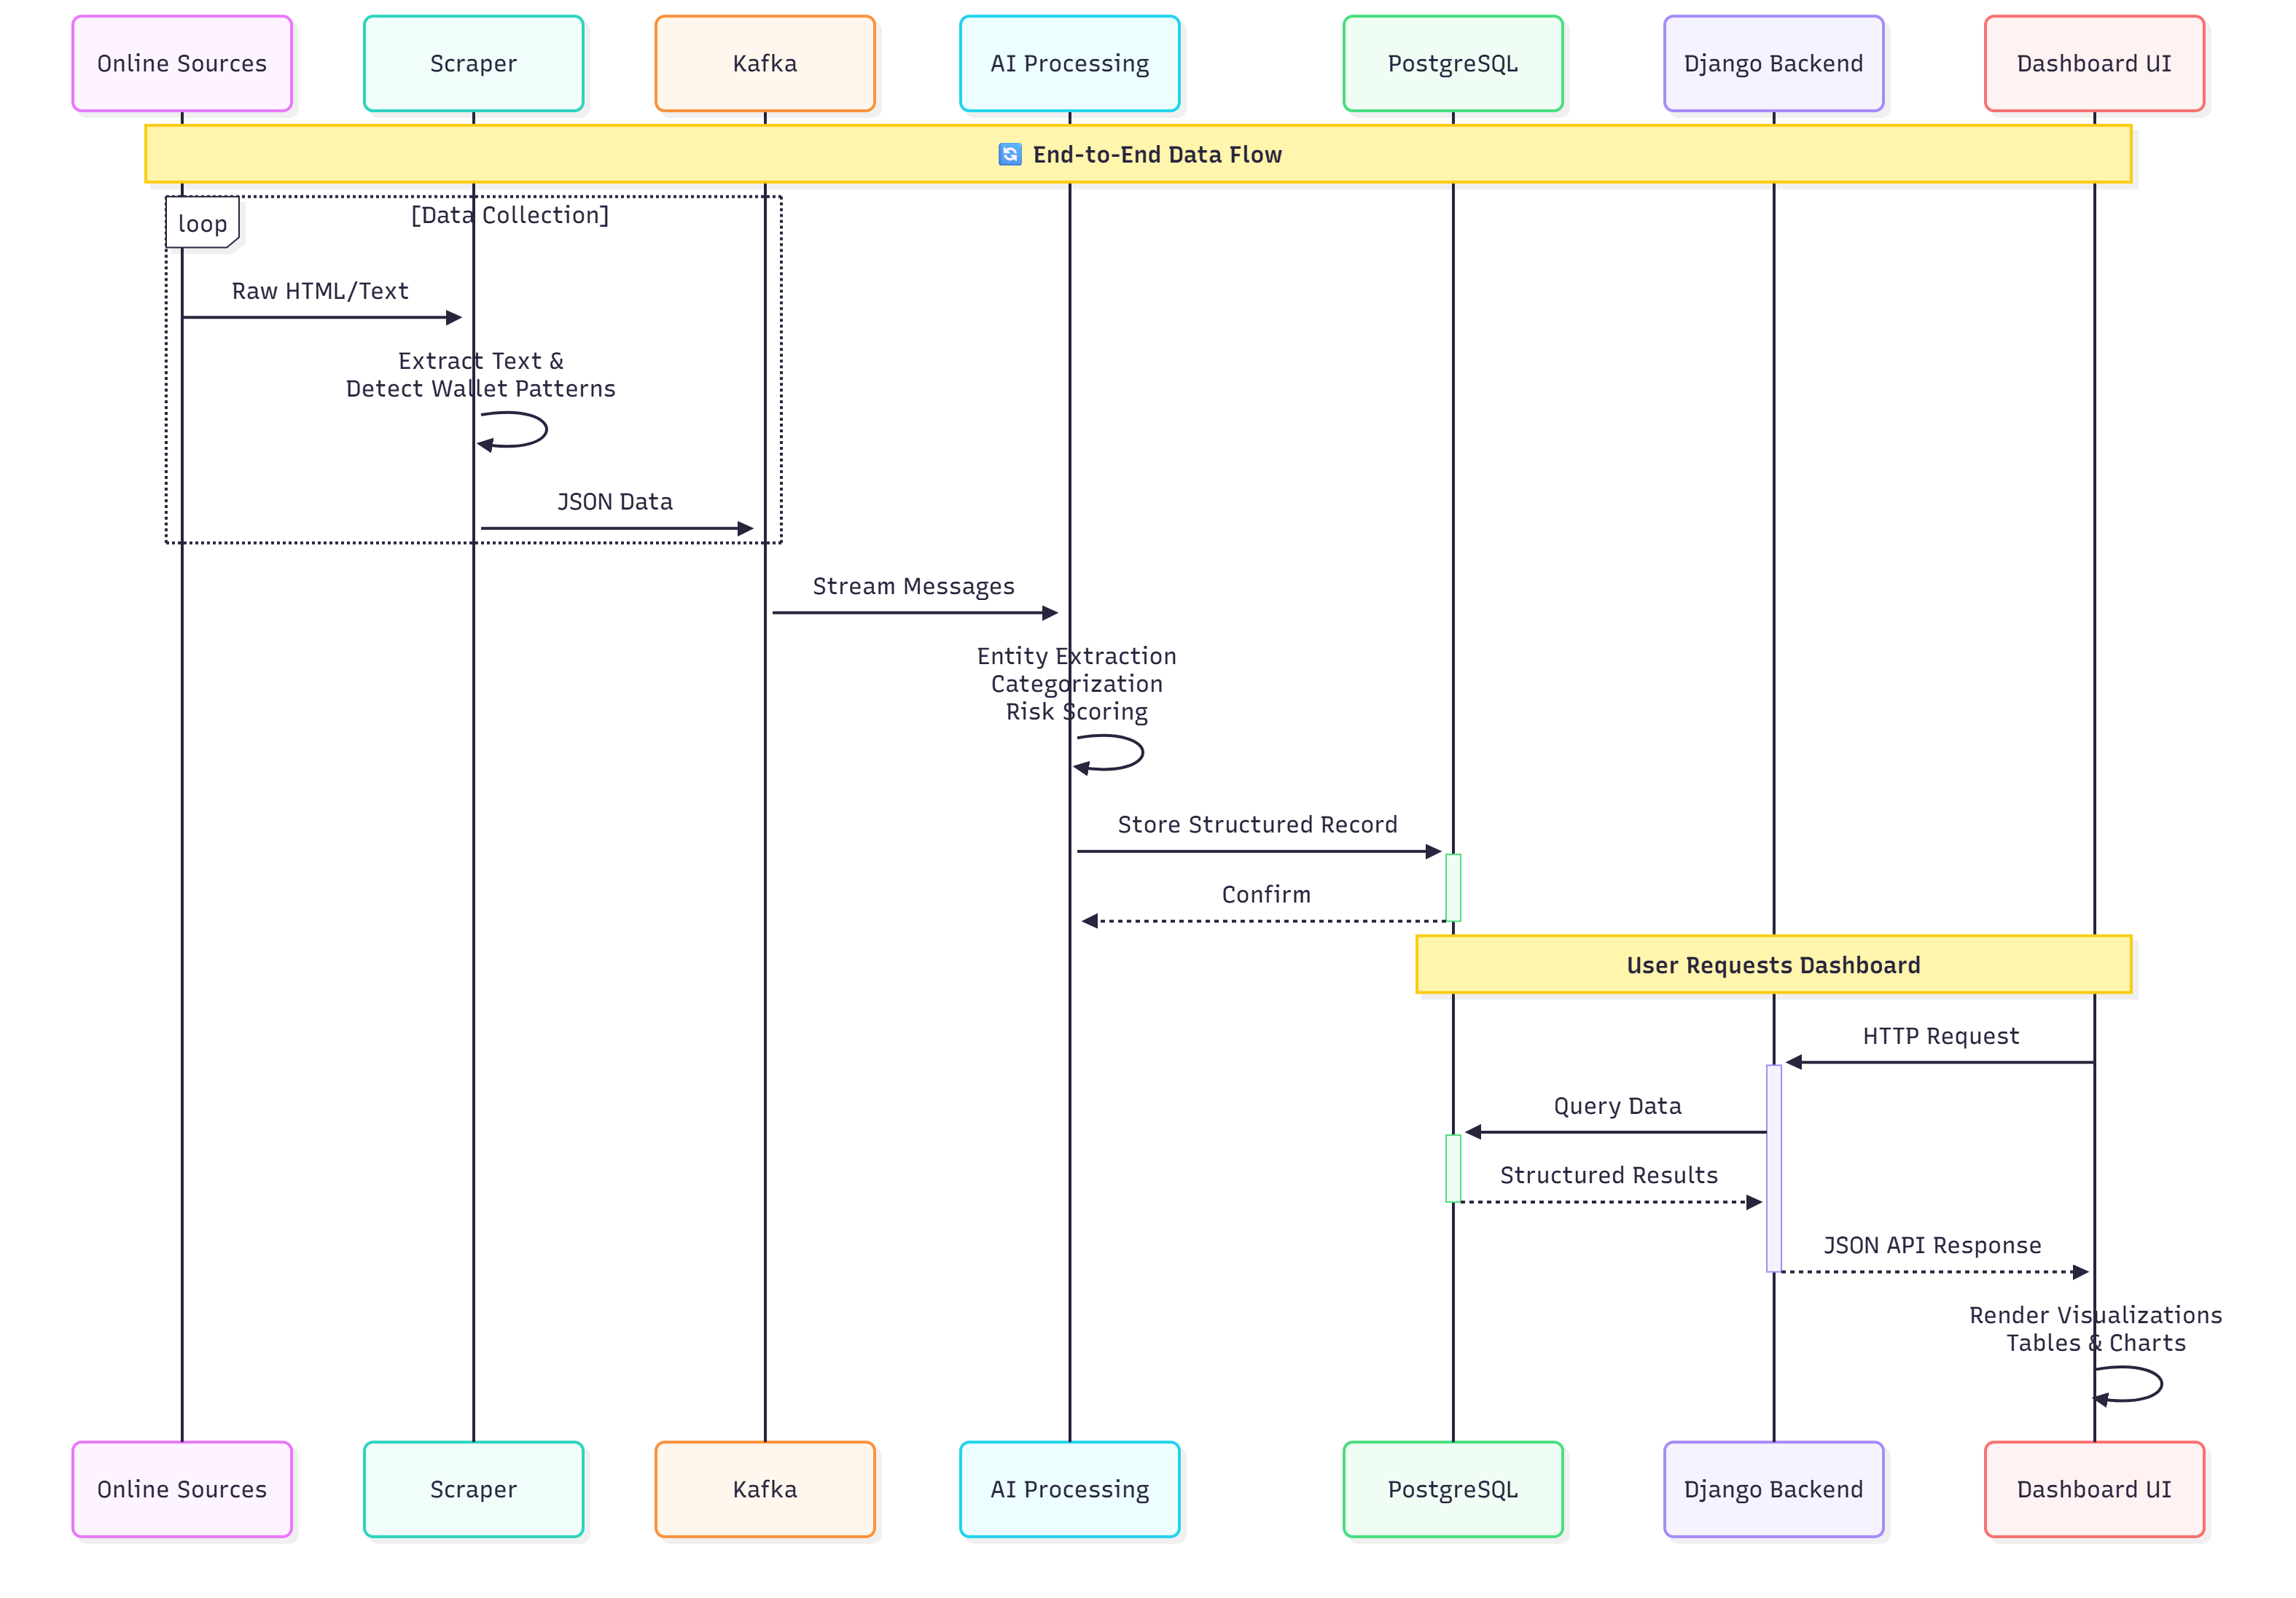 Online Sources
Scraper
Kafka
AI Processing
PostgreSQL
Django Backend
Dashboard UI
🔄 End-to-End Data Flow
loop
[Data Collection]
Raw HTML/Text
Extract Text &
Detect Wallet Patterns
JSON Data
Stream Messages
Entity Extraction
Categorization
Risk Scoring
Store Structured Record
Confirm
User Requests Dashboard
HTTP Request
Query Data
Structured Results
JSON API Response
Render Visualizations
Tables & Charts
Online Sources
Scraper
Kafka
AI Processing
PostgreSQL
Django Backend
Dashboard UI